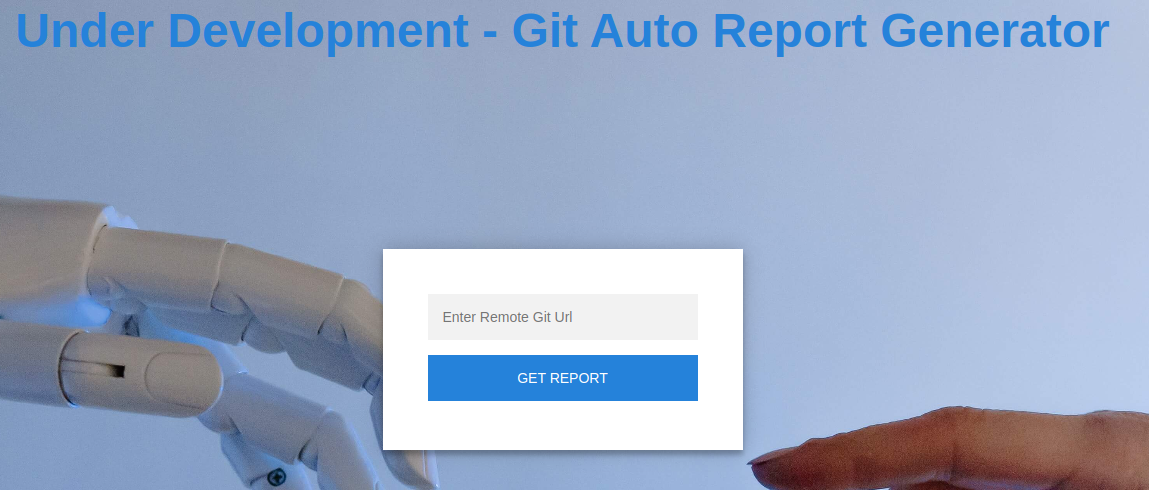 Under Development - Git Auto Report Generator
Enter Remote Git Url
GET REPORT